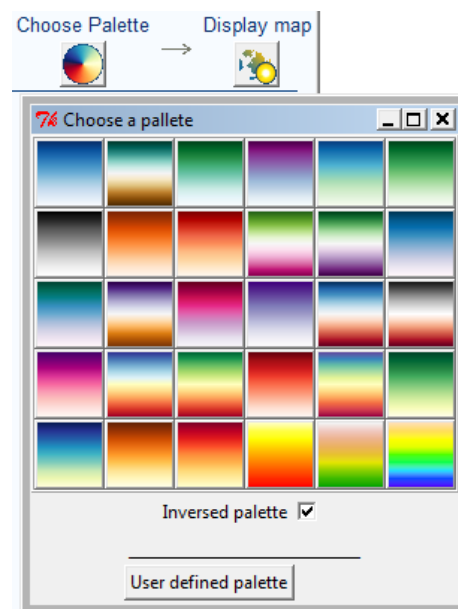 Choose Palette Display map
Choose a pallete
Inversed palette
User defined palette